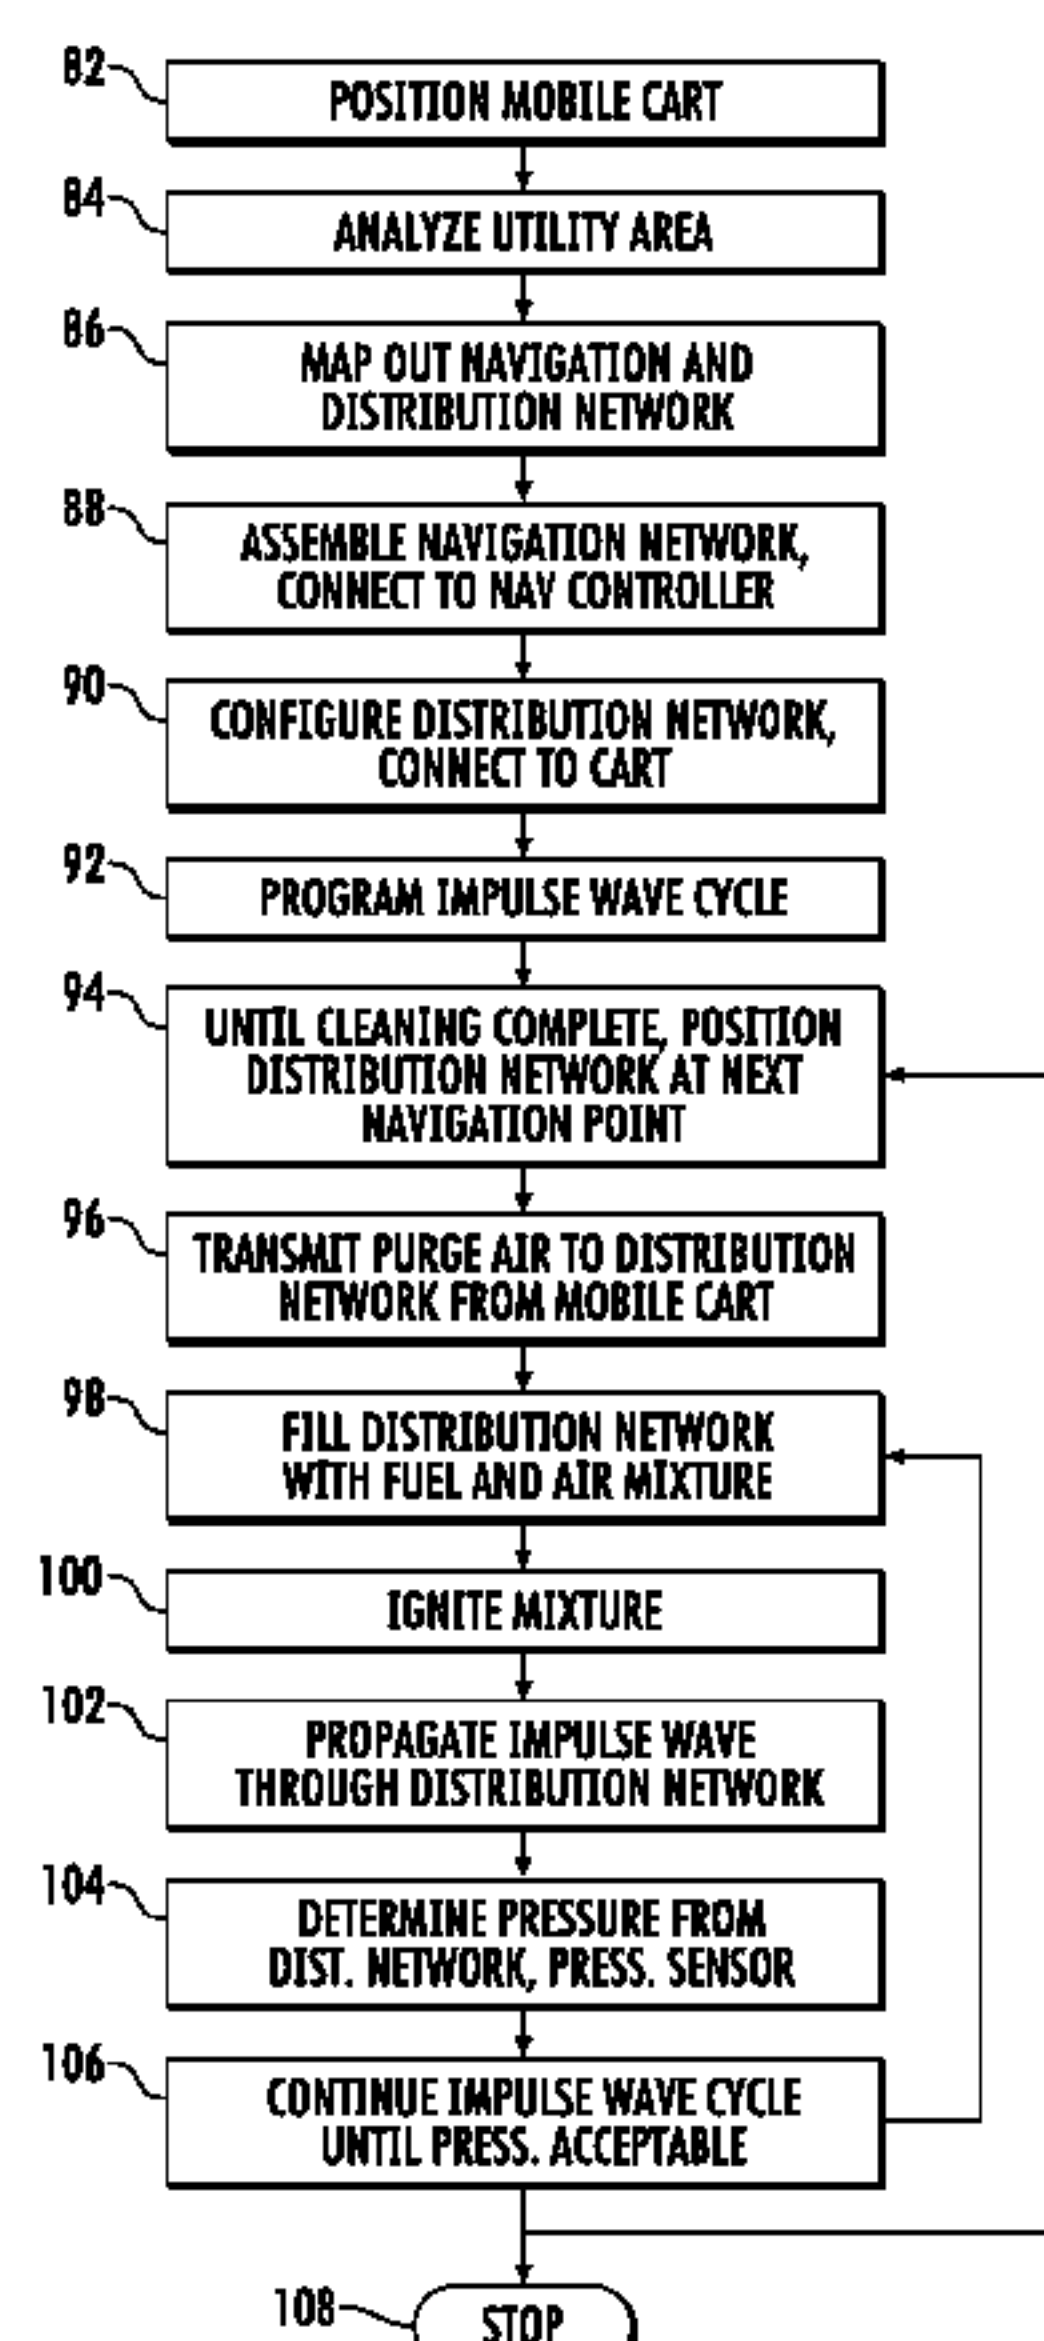 82
POSITION MOBILE CART
84
ANALYZE UTILITY AREA
86
MAP OUT NAVIGATION AND
DISTRIBUTION NETWORK
88
ASSEMBLE NAVIGATION NETWORK,
CONNECT TO NAV CONTROLLER
90
CONFIGURE DISTRIBUTION NETWORK,
CONNECT TO CART
92
PROGRAM IMPULSE WAVE CYCLE
94
UNTIL CLEANING COMPLETE, POSITION
DISTRIBUTION NETWORK AT NEXT
NAVIGATION POINT
96
TRANSMIT PURGE AIR TO DISTRIBUTION
NETWORK FROM MOBILE CART
98
FILL DISTRIBUTION NETWORK
WITH FUEL AND AIR MIXTURE
100
IGNITE MIXTURE
102
PROPAGATE IMPULSE WAVE
THROUGH DISTRIBUTION NETWORK
104
DETERMINE PRESSURE FROM
DIST. NETWORK, PRESS. SENSOR
106
CONTINUE IMPULSE WAVE CYCLE
UNTIL PRESS. ACCEPTABLE
108
STOP